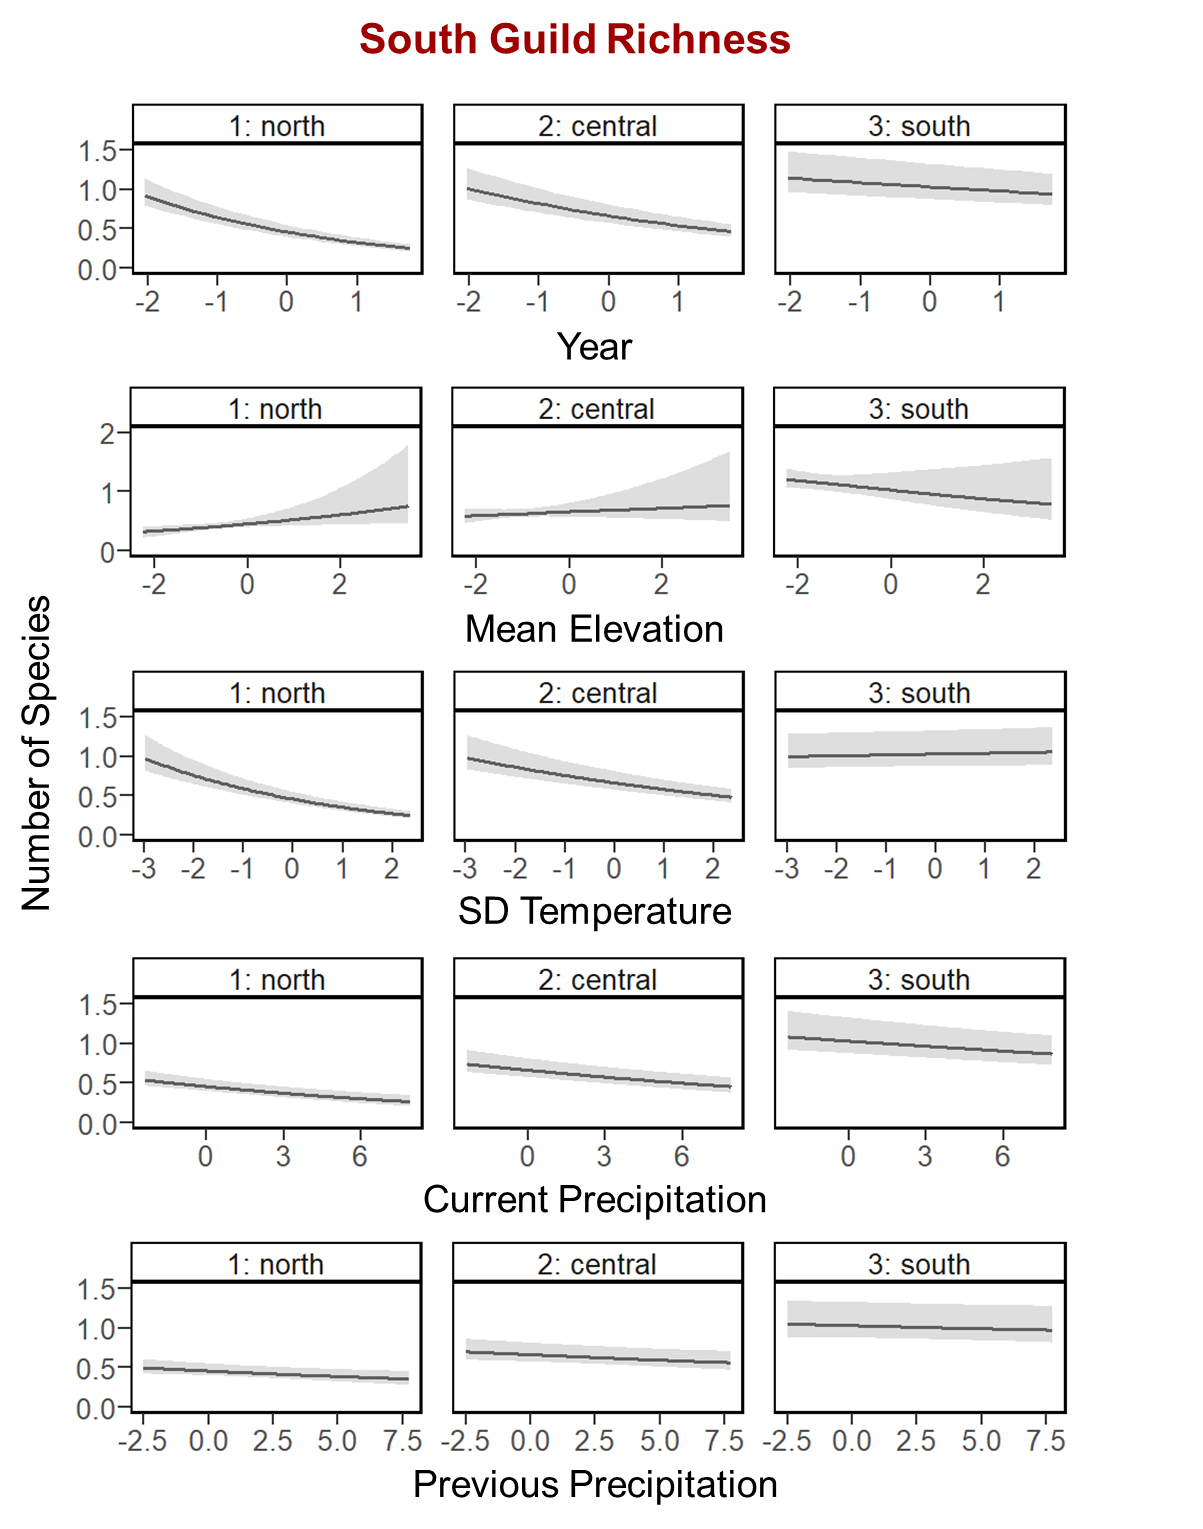 South Guild Richness
1: north 2: central 3: south
1.5
1.0
0.5
0.0
-2 -1 0 1 -2 -1 0 1 -2 -1 0 1
Year
1: north 2: central 3: south
2
1
0
-2 0 2 -2 0 2 -2 0 2
Mean Elevation
Number of Species
1: north 2: central 3: south
1.5
1.0
0.5
0.0
-3 -2 -1 0 1 2 -3 -2 -1 0 1 2 -3 -2 -1 0 1 2
SD Temperature
1: north 2: central 3: south
1.5
1.0
0.5
0.0
0 3 6 0 3 6 0 3 6
Current Precipitation
1: north 2: central 3: south
1.5
1.0
0.5
0.0
-2.5 0.0 2.5 5.0 7.5 -2.5 0.0 2.5 5.0 7.5 -2.5 0.0 2.5 5.0 7.5
Previous Precipitation